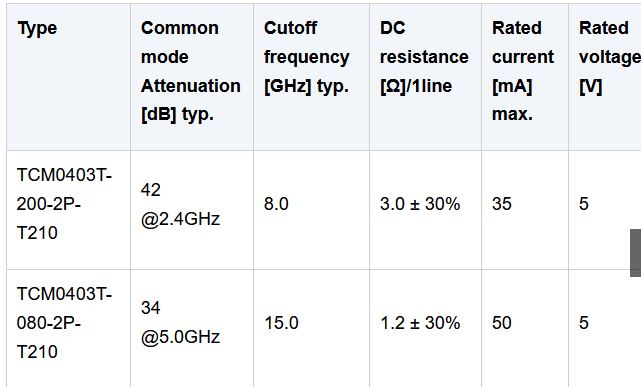 Type
Common
mode
Attenuation
[dB] typ.
Cutoff
frequency
[GHz] typ.
DC
resistance
[Ω]/1line
Rated
current
[mA]
max.
Rated
voltage
[V]
TCM0403T-
200-2P-
T210
42
@2.4GHz
8.0
3.0 ± 30%
35
5
TCM0403T-
080-2P-
T210
34
@5.0GHz
15.0
1.2 ± 30%
50
5